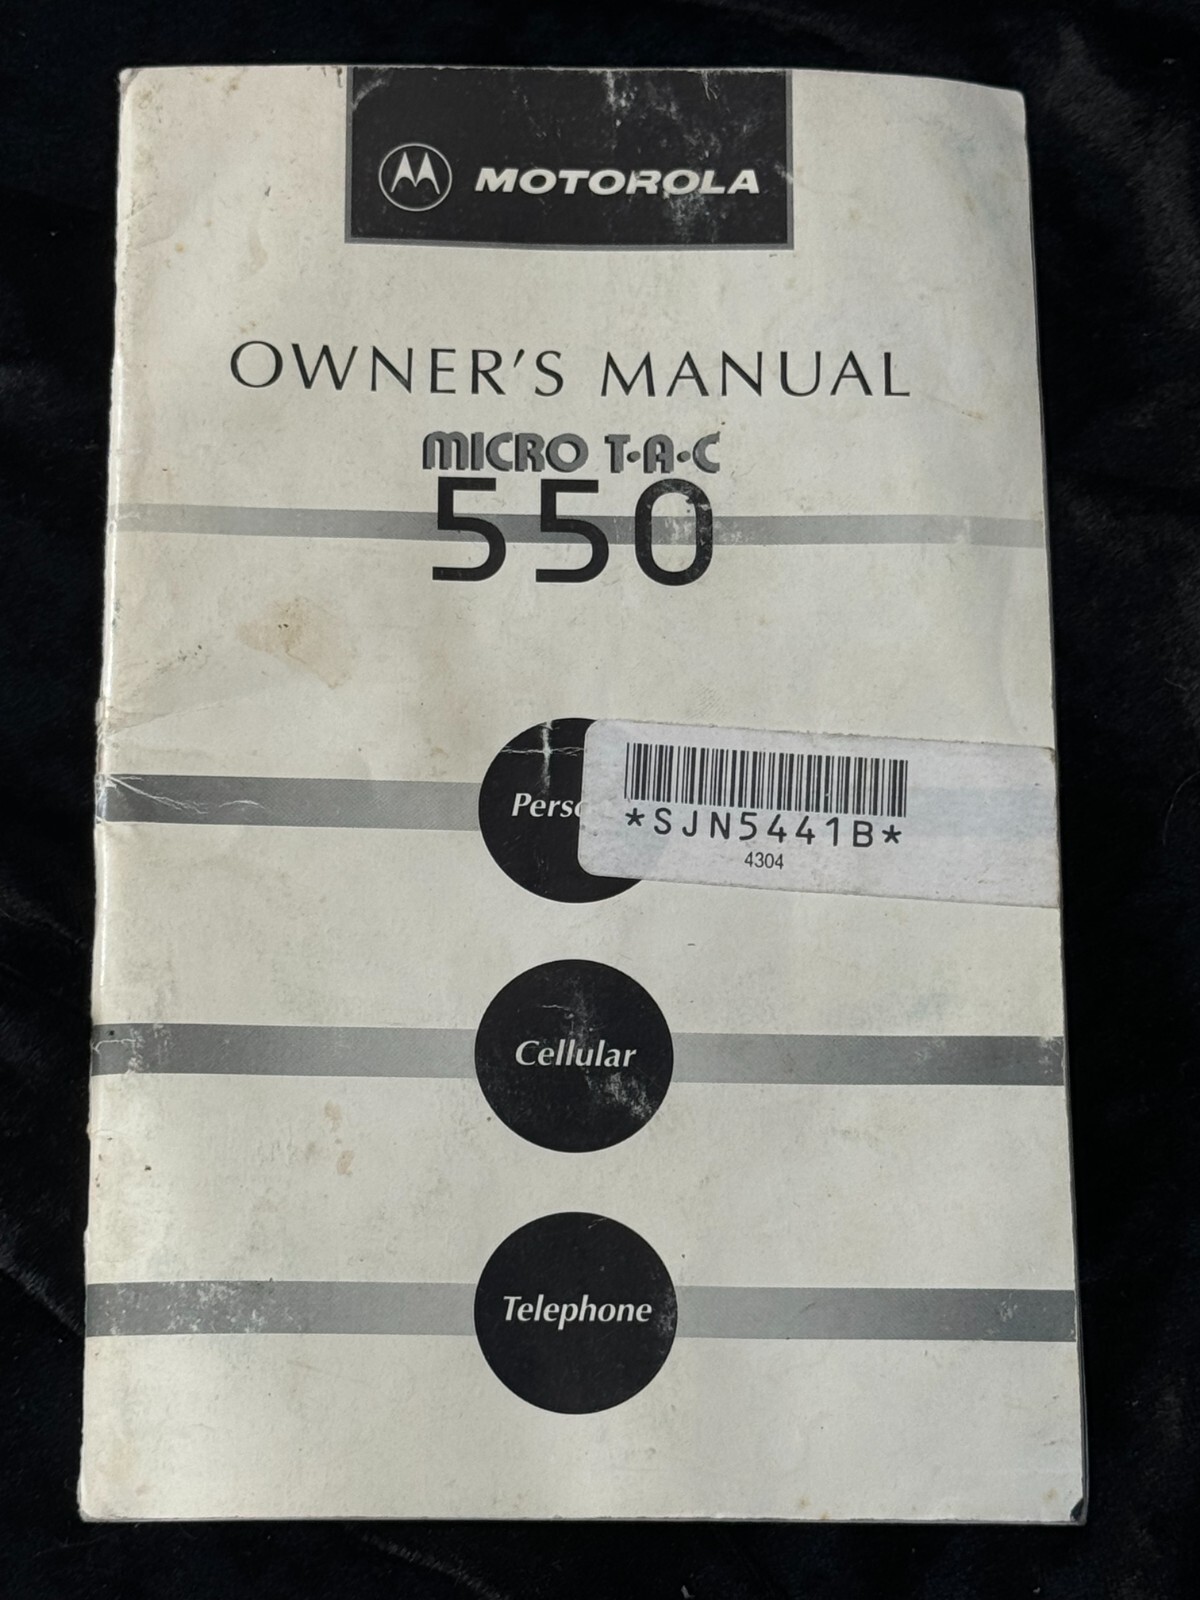 MOTOROLA
OWNER'S MANUAL
MICRO T•A•C
550
*SJN5441B*
4304
Cellular
Telephone